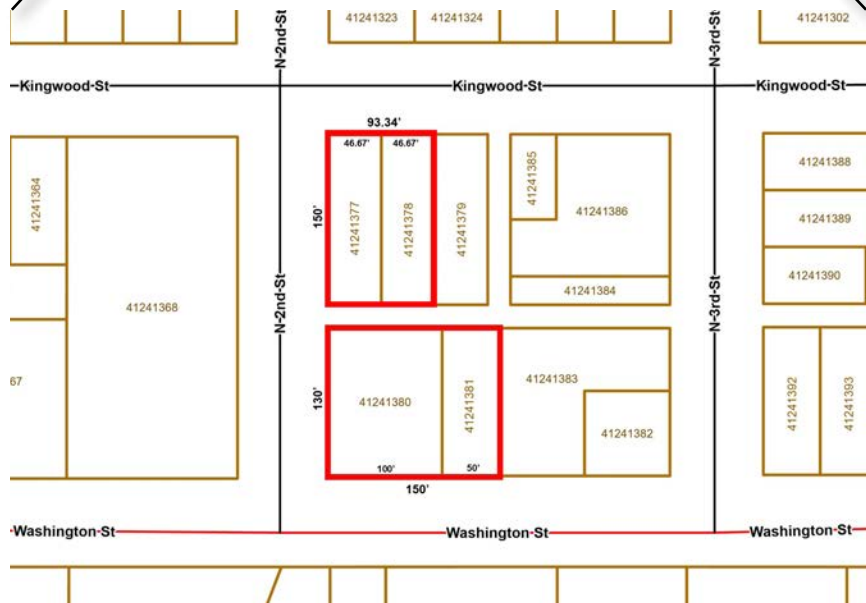 41241323
41241324
41241302
N-2nd-St
N-3rd-St
Kingwood-St
Kingwood-St
Kingwood-St
93.34'
46.67'
46.67'
150'
41241364
41241377
41241378
41241379
41241385
41241386
41241388
41241389
41241390
41241384
41241368
N-2nd-St
N-3rd-St
67
130'
41241380
41241381
41241383
41241382
41241392
41241393
100'
50'
150'
Washington-St
Washington-St
Washington-St